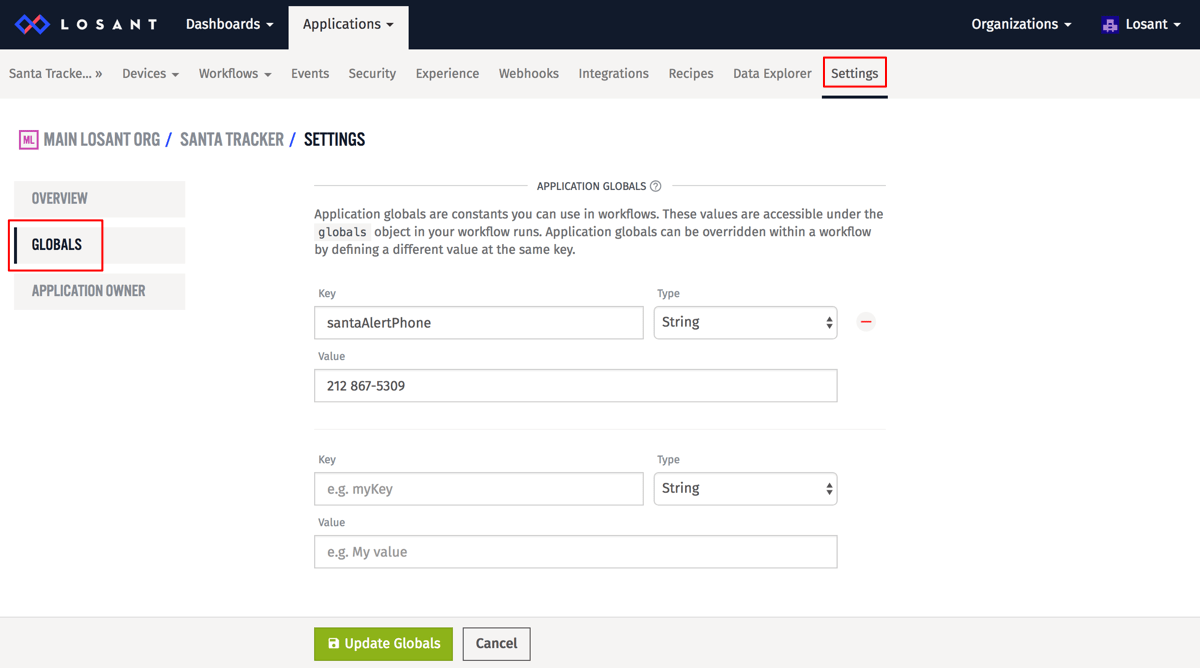 LOSANT Dashboards Applications Organizations Losant
Santa Tracke... » Devices Workflows Events Security Experience Webhooks Integrations Recipes Data Explorer Settings
ML MAIN LOSANT ORG / SANTA TRACKER / SETTINGS
OVERVIEW
GLOBALS
APPLICATION OWNER
APPLICATION GLOBALS ?
Application globals are constants you can use in workflows. These values are accessible under the
globals object in your workflow runs. Application globals can be overridden within a workflow
by defining a different value at the same key.
Key Type
santaAlertPhone String
Value
212 867-5309
Key Type
e.g. myKey String
Value
e.g. My value
Update Globals Cancel